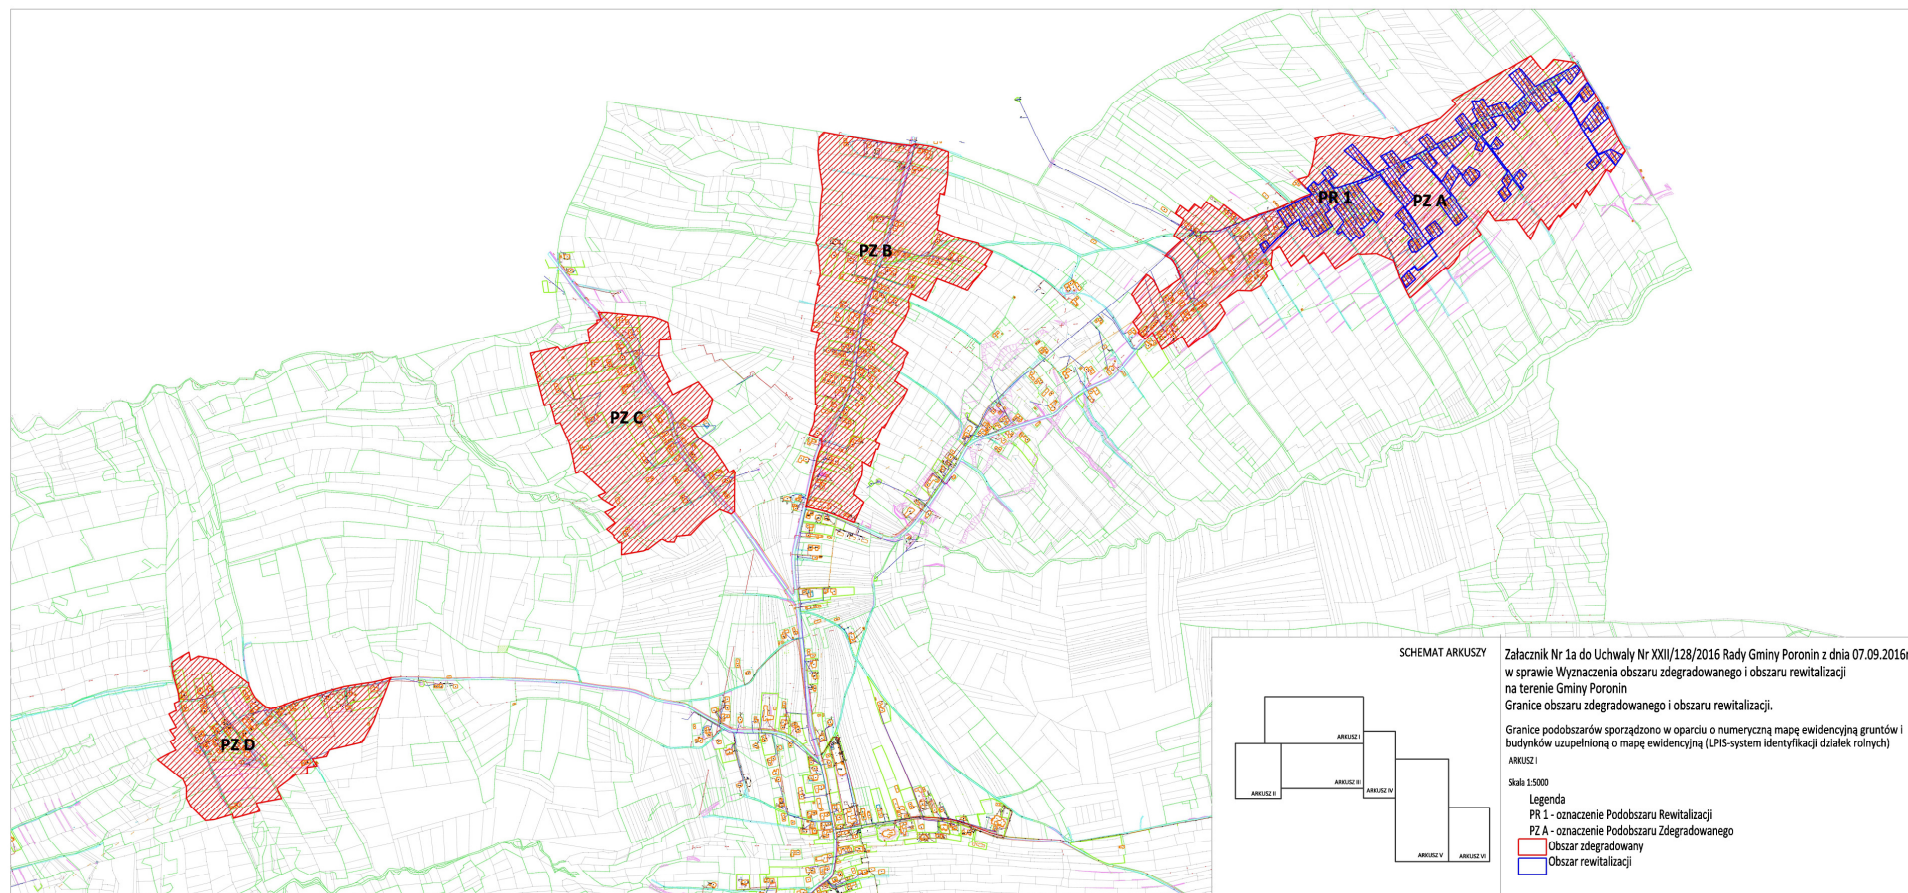 PR 1
PZ A
PZ B
PZ C
PZ D
SCHEMAT ARKUSZY
ARKUSZ I
ARKUSZ II
ARKUSZ III
ARKUSZ IV
ARKUSZ V
ARKUSZ VI
Załacznik Nr 1a do Uchwaly Nr XXII/128/2016 Rady Gminy Poronin z dnia 07.09.2016r
w sprawie Wyznaczenia obszaru zdegradowanego i obszaru rewitalizacji
na terenie Gminy Poronin
Granice obszaru zdegradowanego i obszaru rewitalizacji.
Granice podobszarów sporządzono w oparciu o numeryczną mapę ewidencyjną gruntów i
budynków uzupełnioną o mapę ewidencyjną (LPIS-system identyfikacji działek rolnych)
ARKUSZ I
Skala 1:5000
Legenda
PR 1 - oznaczenie Podobszaru Rewitalizacji
PZ A - oznaczenie Podobszaru Zdegradowanego
Obszar zdegradowany
Obszar rewitalizacji